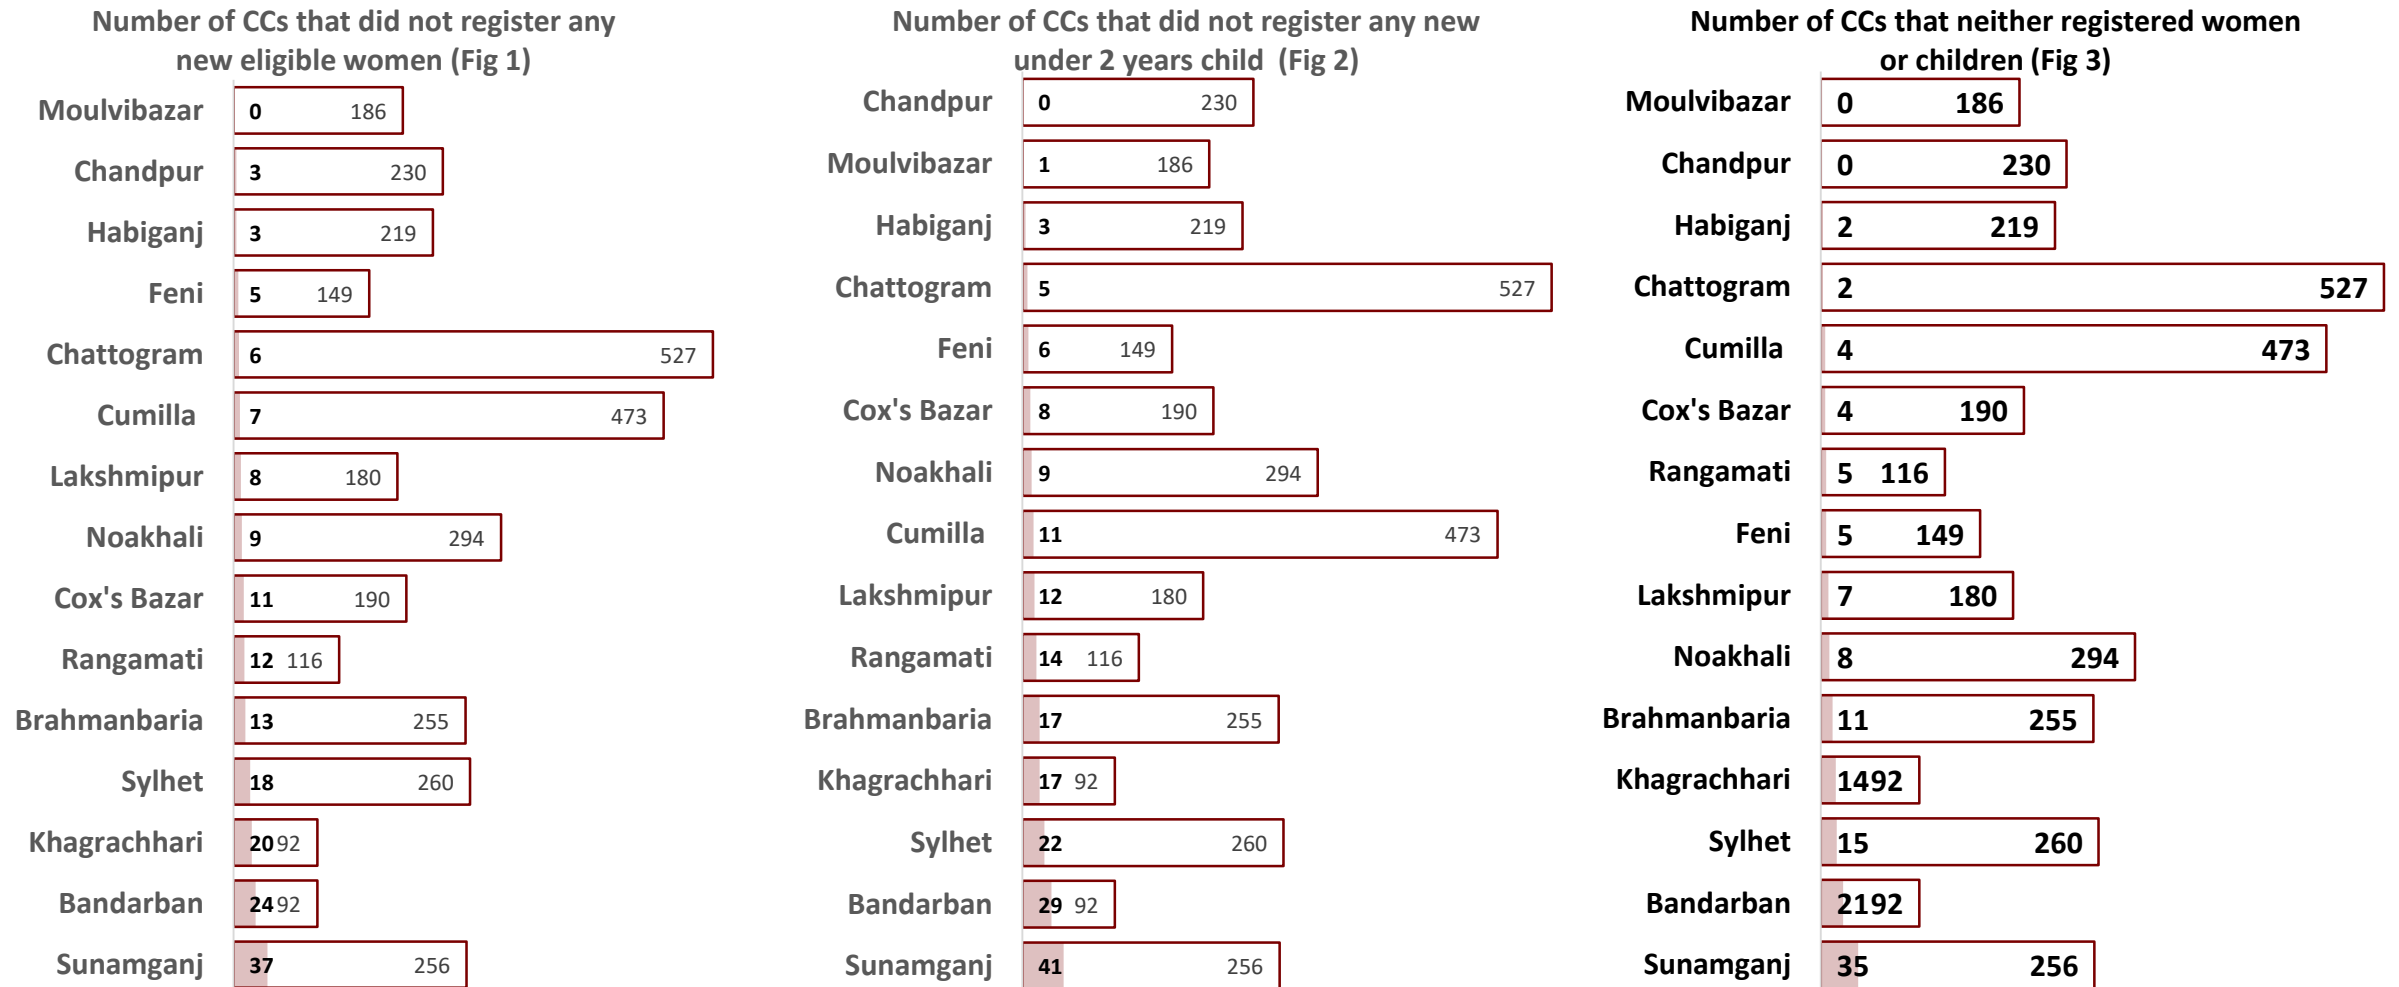 Number of CCs that did not register any
new eligible women (Fig 1)
Moulvibazar 0 186
Chandpur 3 230
Habiganj 3 219
Feni 5 149
Chattogram 6 527
Cumilla 7 473
Lakshmipur 8 180
Noakhali 9 294
Cox's Bazar 11 190
Rangamati 12 116
Brahmanbaria 13 255
Sylhet 18 260
Khagrachhari 20 92
Bandarban 24 92
Sunamganj 37 256
Number of CCs that did not register any new
under 2 years child (Fig 2)
Chandpur 0 230
Moulvibazar 1 186
Habiganj 3 219
Chattogram 5 527
Feni 6 149
Cox's Bazar 8 190
Noakhali 9 294
Cumilla 11 473
Lakshmipur 12 180
Rangamati 14 116
Brahmanbaria 17 255
Khagrachhari 17 92
Sylhet 22 260
Bandarban 29 92
Sunamganj 41 256
Number of CCs that neither registered women
or children (Fig 3)
Moulvibazar 0 186
Chandpur 0 230
Habiganj 2 219
Chattogram 2 527
Cumilla 4 473
Cox's Bazar 4 190
Rangamati 5 116
Feni 5 149
Lakshmipur 7 180
Noakhali 8 294
Brahmanbaria 11 255
Khagrachhari 14 92
Sylhet 15 260
Bandarban 21 92
Sunamganj 35 256